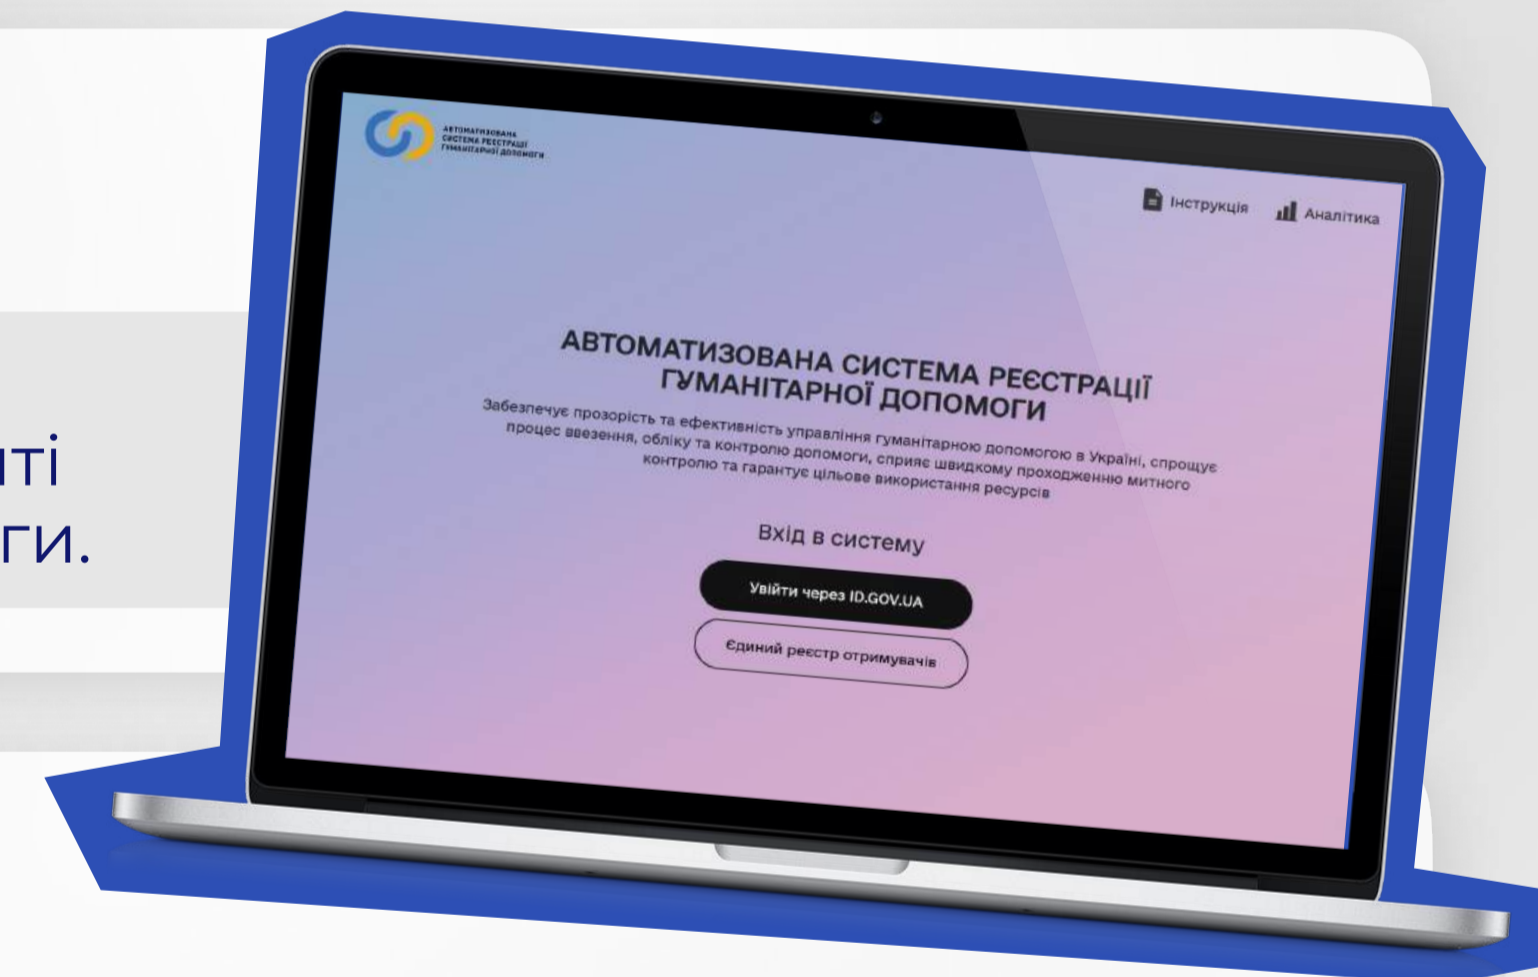 АВТОМАТИЗОВАНА
СИСТЕМА РЕЄСТРАЦІЇ
ГУМАНІТАРНОЇ ДОПОМОГИ
Інструкція
Аналітика
АВТОМАТИЗОВАНА СИСТЕМА РЕЄСТРАЦІЇ
ГУМАНІТАРНОЇ ДОПОМОГИ
Забезпечує прозорість та ефективність управління гуманітарною допомогою в Україні, спрощує
процес ввезення, обліку та контролю допомоги, сприяє швидкому проходженню митного
контролю та гарантує цільове використання ресурсів
Вхід в систему
Увійти через ID.GOV.UA
Єдиний реєстр отримувачів
ті
ги.